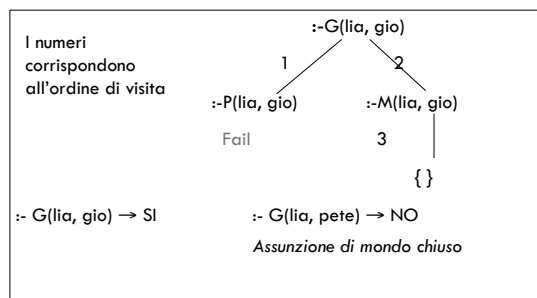 :-G(lia, gio)
I numeri
corrispondono
all'ordine di visita
1
2
:-P(lia, gio)
:-M(lia, gio)
Fail
3
{ }
:- G(lia, gio) → SI
:- G(lia, pete) → NO
Assunzione di mondo chiuso